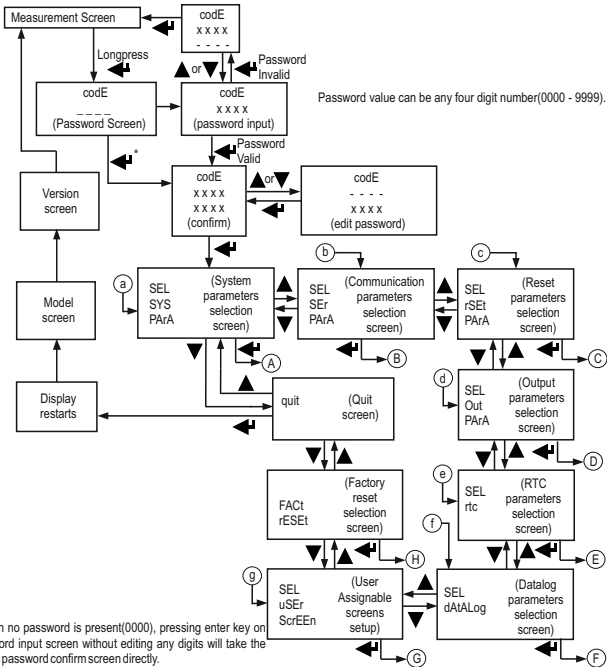 Measurement Screen
codE
x x x x
- - - -
Longpress
or
Password
Invalid
codE
_ _ _ _
(Password Screen)
codE
x x x x
(password input)
Password value can be any four digit number(0000 - 9999).
*
Password
Valid
codE
x x x x
x x x x
(confirm)
or
codE
- - - -
x x x x
(edit password)
Version
screen
Model
screen
Display
restarts
a
SEL
SYS
PArA
(System
parameters
selection
screen)
A
b
SEL
SEr
PArA
(Communication
parameters
selection
screen)
B
c
SEL
rSEt
PArA
(Reset
parameters
selection
screen)
C
quit
(Quit
screen)
d
SEL
Out
PArA
(Output
parameters
selection
screen)
D
FACt
rESEt
(Factory
reset
selection
screen)
H
e
SEL
rtc
(RTC
parameters
selection
screen)
E
f
g
SEL
uSEr
ScrEEn
(User
Assignable
screens
setup)
G
SEL
dAtALog
(Datalog
parameters
selection
screen)
F
no password is present(0000), pressing enter key on
input screen without editing any digits will take the
password confirm screen directly.